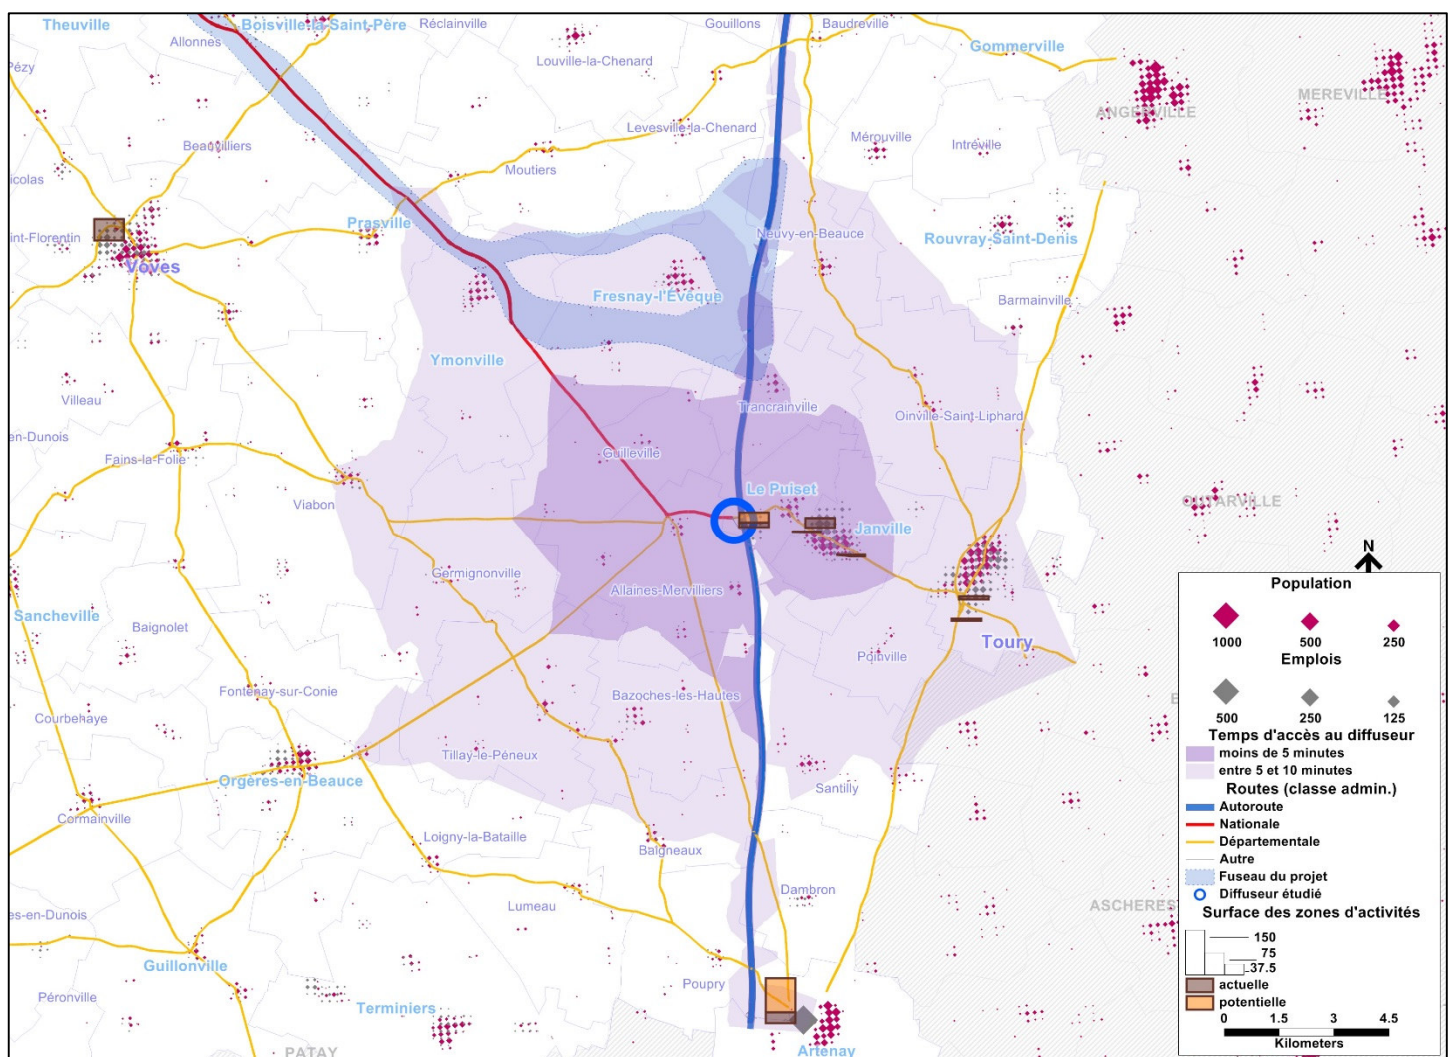 Theuville
Boisville-la-Saint-Père
Réclainville
Gouillons
Baudreville
Allonnes
Gommerville
Pézy
Louville-la-Chenard
ANGERVILLE
MEREVILLE
Levesville-la-Chenard
Mérouville
Intréville
Beauvilliers
Moutiers
icolas
Prasville
int-Florentin
Neuvy-en-Beauce
Rouvray-Saint-Denis
Voves
Fresnay-l'Évêque
Barmainville
Ymonville
Villeau
Trancrainville
Oinville-Saint-Liphard
en-Dunois
Fains-la-Folie
Guilleville
Viabon
Le Puiset
OUTARVILLE
Janville
Germignonville
Allaines-Mervilliers
Sancheville
Baignolet
Toury
Poinville
Fontenay-sur-Conie
Bazoches-les-Hautes
Courbehaye
Tillay-le-Péneux
Orgères-en-Beauce
Santilly
Cormainville
Loigny-la-Bataille
Baigneaux
Dambron
Lumeau
ASCHERES
es-en-Dunois
Guillonville
Poupry
Péronville
Terminiers
PATAY
Artenay
N
Population
1000 500 250
Emplois
500 250 125
Temps d'accès au diffuseur
moins de 5 minutes
entre 5 et 10 minutes
Routes (classe admin.)
Autoroute
Nationale
Départementale
Autre
Fuseau du projet
Diffuseur étudié
Surface des zones d'activités
150
75
37.5
actuelle
potentielle
0 1.5 3 4.5
Kilometers